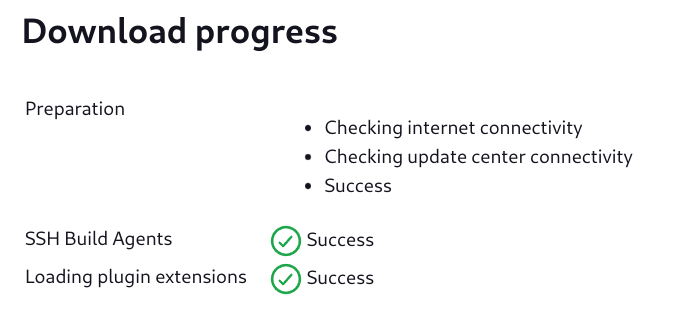 Download progress
Preparation
Checking internet connectivity
Checking update center connectivity
Success
SSH Build Agents Success
Loading plugin extensions Success